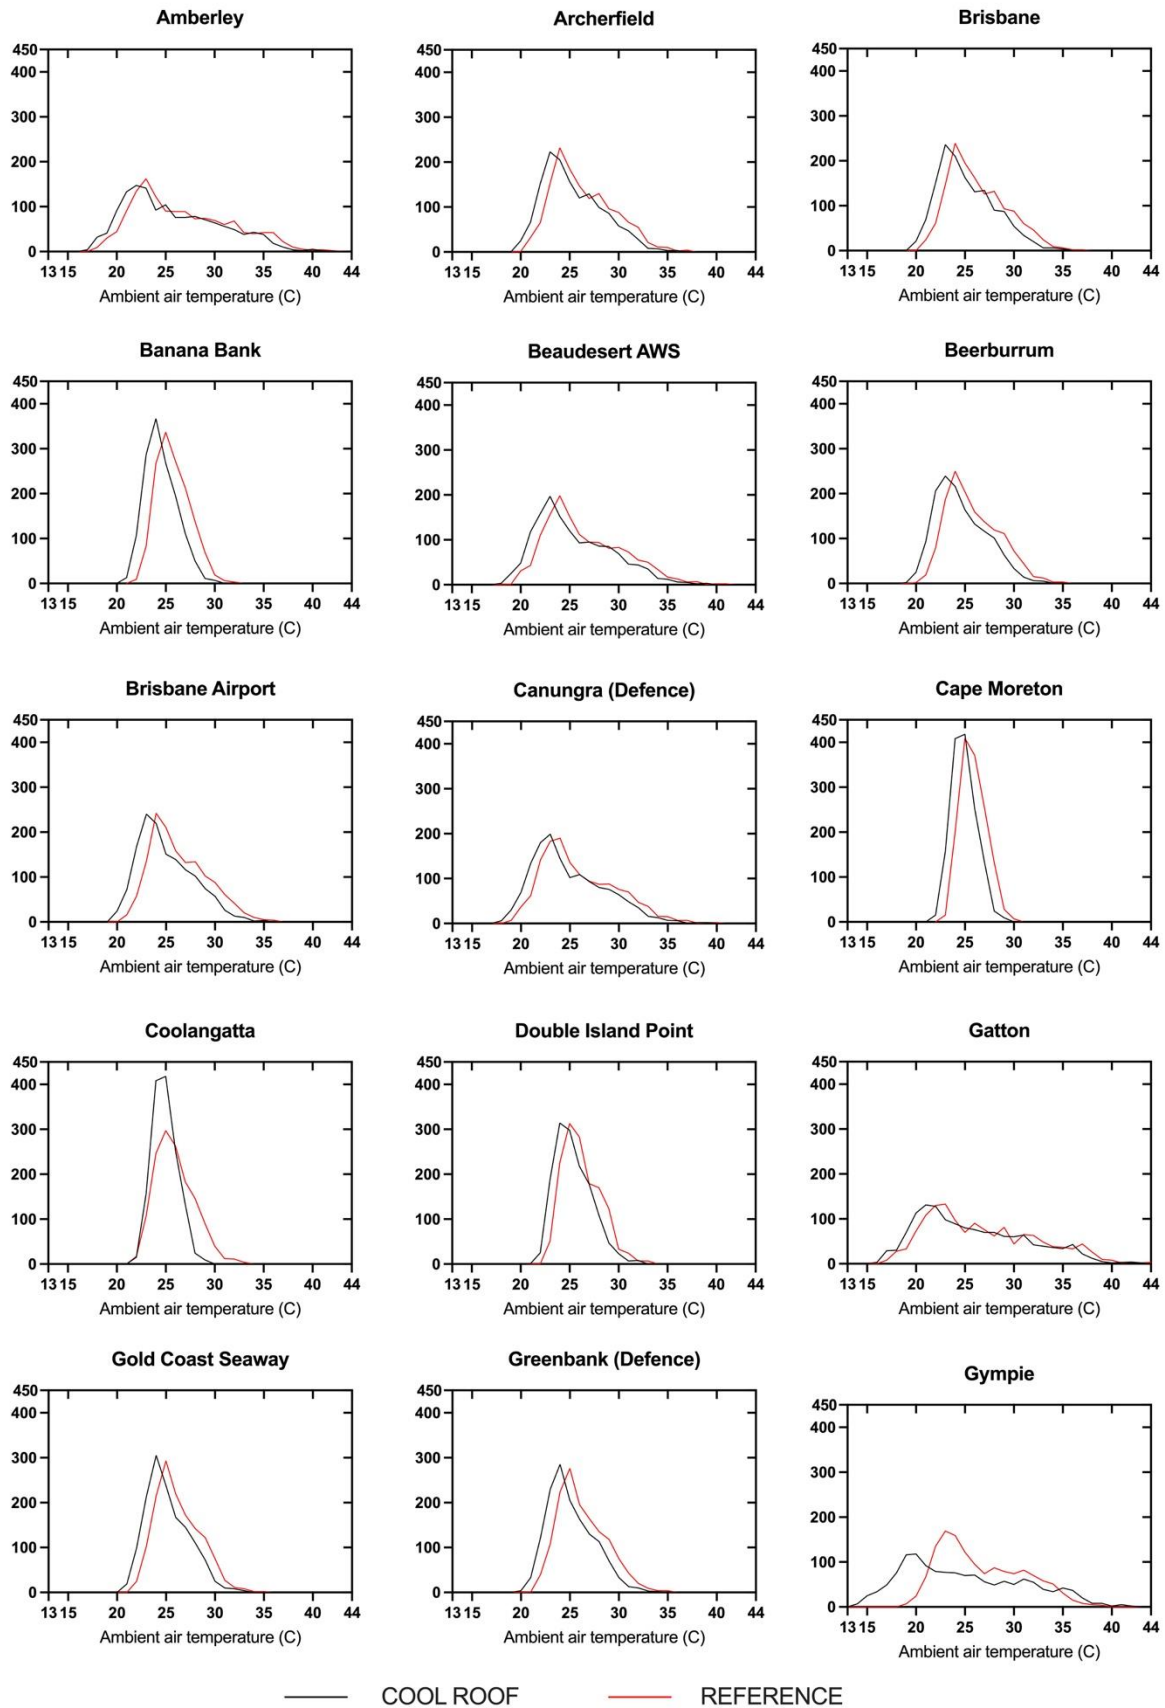 Amberley Archerfield Brisbane
450 450 450
400 400 400
300 300 300
200 200 200
100 100 100
0 0 0
13 15 20 25 30 35 40 44 13 15 20 25 30 35 40 44 13 15 20 25 30 35 40 44
Ambient air temperature (C) Ambient air temperature (C) Ambient air temperature (C)
Banana Bank Beaudesert AWS Beerburrum
450 450 450
400 400 400
300 300 300
200 200 200
100 100 100
0 0 0
13 15 20 25 30 35 40 44 13 15 20 25 30 35 40 44 13 15 20 25 30 35 40 44
Ambient air temperature (C) Ambient air temperature (C) Ambient air temperature (C)
Brisbane Airport Canungra (Defence) Cape Moreton
450 450 450
400 400 400
300 300 300
200 200 200
100 100 100
0 0 0
13 15 20 25 30 35 40 44 13 15 20 25 30 35 40 44 13 15 20 25 30 35 40 44
Ambient air temperature (C) Ambient air temperature (C) Ambient air temperature (C)
Coolangatta Double Island Point Gatton
450 450 450
400 400 400
300 300 300
200 200 200
100 100 100
0 0 0
13 15 20 25 30 35 40 44 13 15 20 25 30 35 40 44 13 15 20 25 30 35 40 44
Ambient air temperature (C) Ambient air temperature (C) Ambient air temperature (C)
Gold Coast Seaway Greenbank (Defence) Gympie
450 450 450
400 400 400
300 300 300
200 200 200
100 100 100
0 0 0
13 15 20 25 30 35 40 44 13 15 20 25 30 35 40 44 13 15 20 25 30 35 40 44
Ambient air temperature (C) Ambient air temperature (C) Ambient air temperature (C)
COOL ROOF REFERENCE